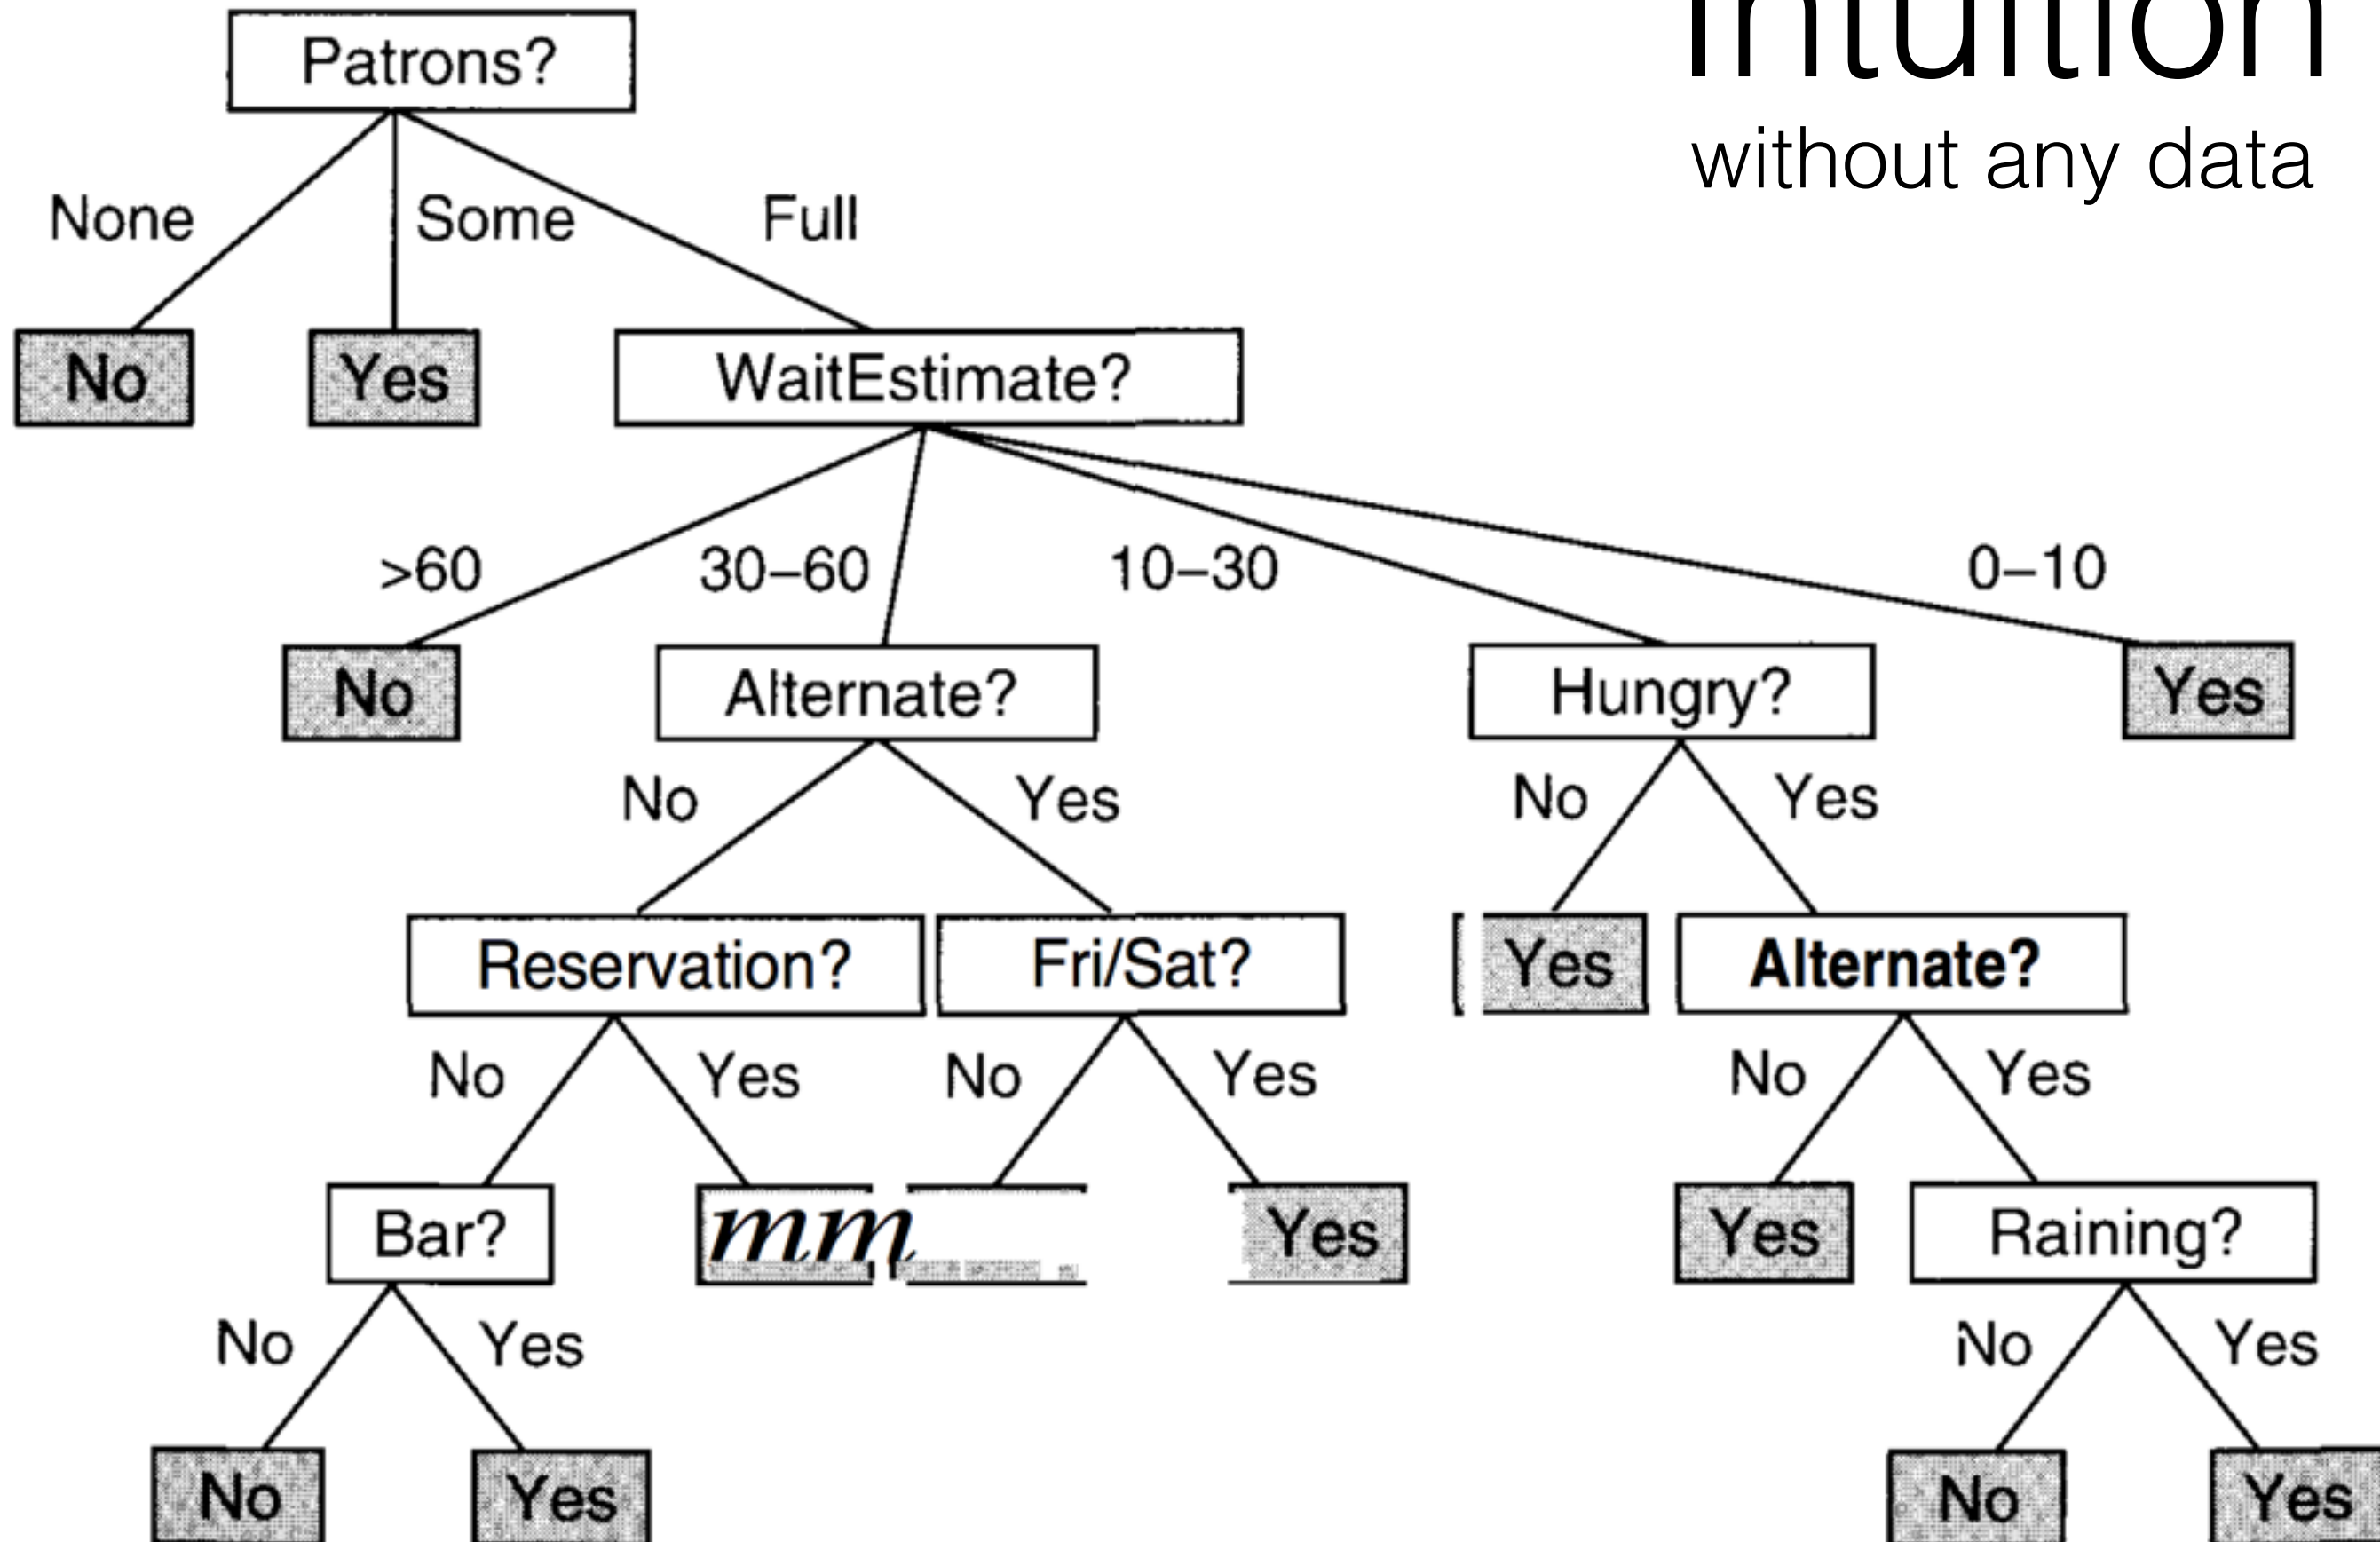 Intuition
without any data
Patrons?
None Some Full
No Yes WaitEstimate?
>60 30–60 10–30 0–10
No Alternate? Hungry? Yes
No Yes No Yes
Reservation? Fri/Sat? Yes Alternate?
No Yes No Yes No Yes
Bar? mm Yes Yes Raining?
No Yes No Yes
No Yes No Yes